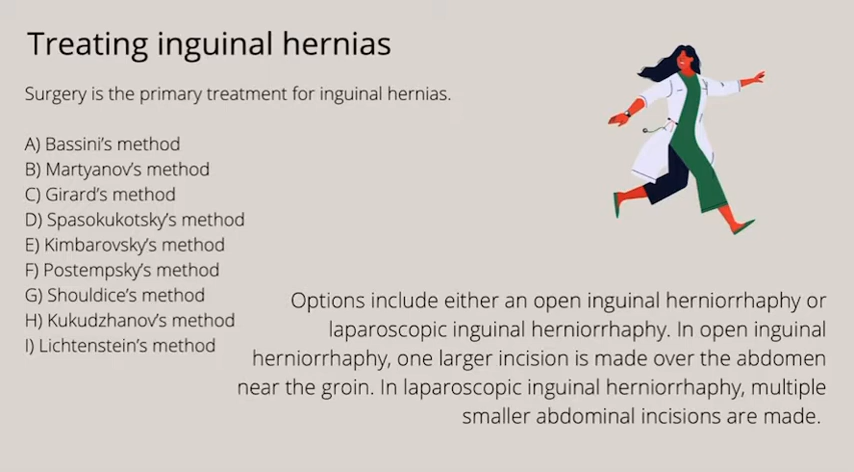 Treating inguinal hernias
Surgery is the primary treatment for inguinal hernias.
A) Bassini's method
B) Martyanov's method
C) Girard's method
D) Spasokukotsky's method
E) Kimbarovsky's method
F) Postempsky's method
G) Shouldice's method
H) Kukudzhanov's method
I) Lichtenstein's method
Options include either an open inguinal herniorrhaphy or
laparoscopic inguinal herniorrhaphy. In open inguinal
herniorrhaphy, one larger incision is made over the abdomen
near the groin. In laparoscopic inguinal herniorrhaphy, multiple
smaller abdominal incisions are made.